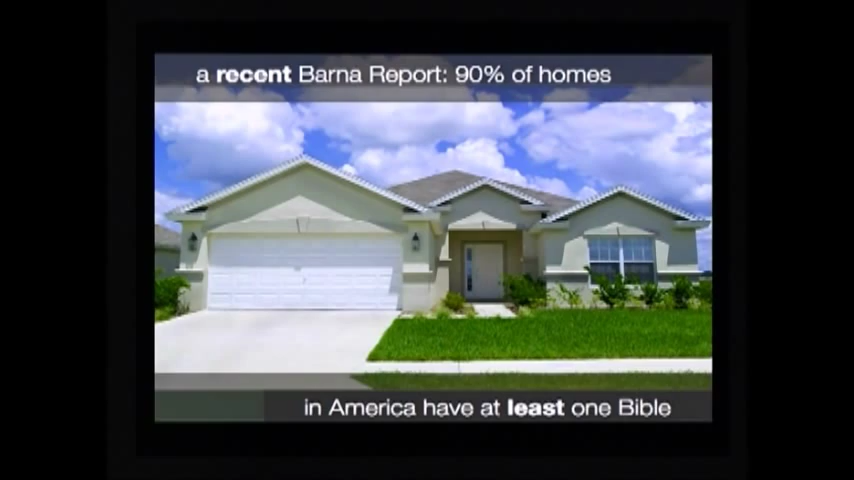 a recent Barna Report: 90% of homes
in America have at least one Bible